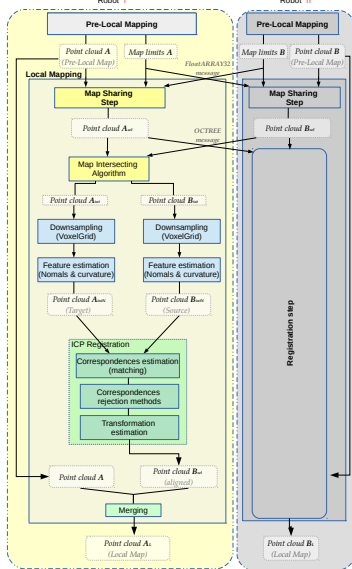 Robot
Robot
Pre-Local Mapping
Pre-Local Mapping
Point cloud A
(Pre-Local Map)
Map limits A
Map limits B
Point cloud B
(Pre-Local Map)
FloatARRAY32
message
Local Mapping
Map Sharing
Step
Map Sharing
Step
Point cloud A
OCTREE
message
Point cloud B
Map Intersecting
Algorithm
Point cloud A
Point cloud B
Downsampling
(VoxelGrid)
Downsampling
(VoxelGrid)
Feature estimation
(Nomals & curvature)
Feature estimation
(Nomals & curvature)
Point cloud A
(Target)
Point cloud B
(Source)
Registration step
ICP Registration
Correspondences estimation
(matching)
Correspondences
rejection methods
Transformation
estimation
Point cloud A
Point cloud B
(aligned)
Merging
Point cloud A
(Local Map)
Point cloud B
(Local Map)